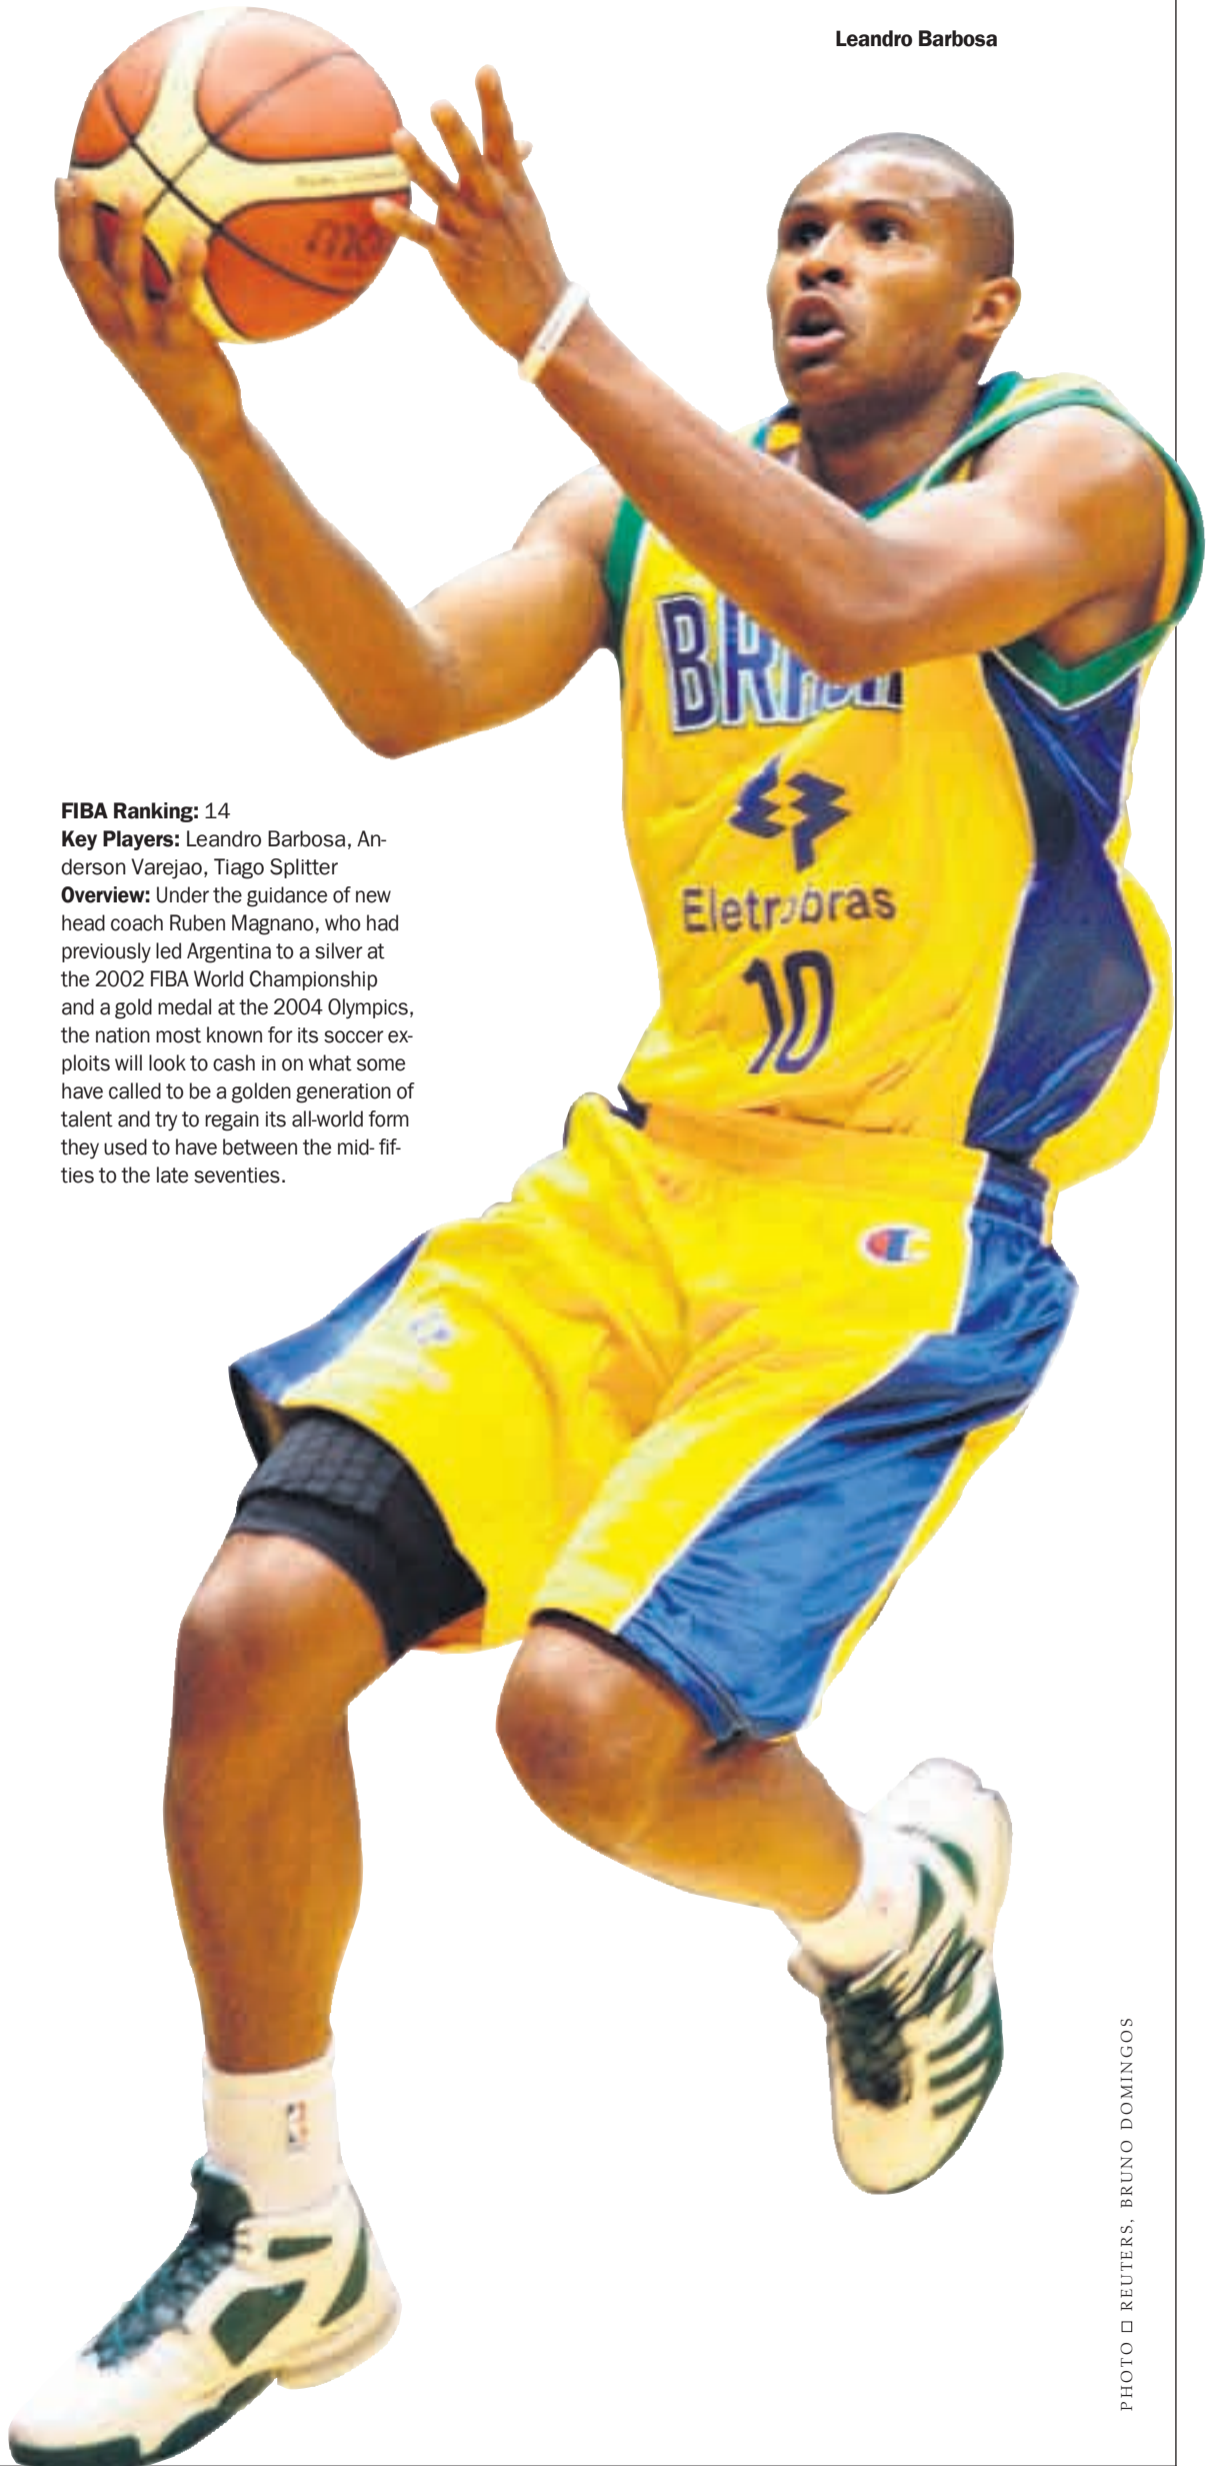 Leandro Barbosa
BRA
Eletrobras
10
FIBA Ranking: 14
Key Players: Leandro Barbosa, An-
derson Varejao, Tiago Splitter
Overview: Under the guidance of new
head coach Ruben Magnano, who had
previously led Argentina to a silver at
the 2002 FIBA World Championship
and a gold medal at the 2004 Olympics,
the nation most known for its soccer ex-
ploits will look to cash in on what some
have called to be a golden generation of
talent and try to regain its all-world form
they used to have between the mid- fif-
ties to the late seventies.
PHOTO □ REUTERS, BRUNO DOMINGOS